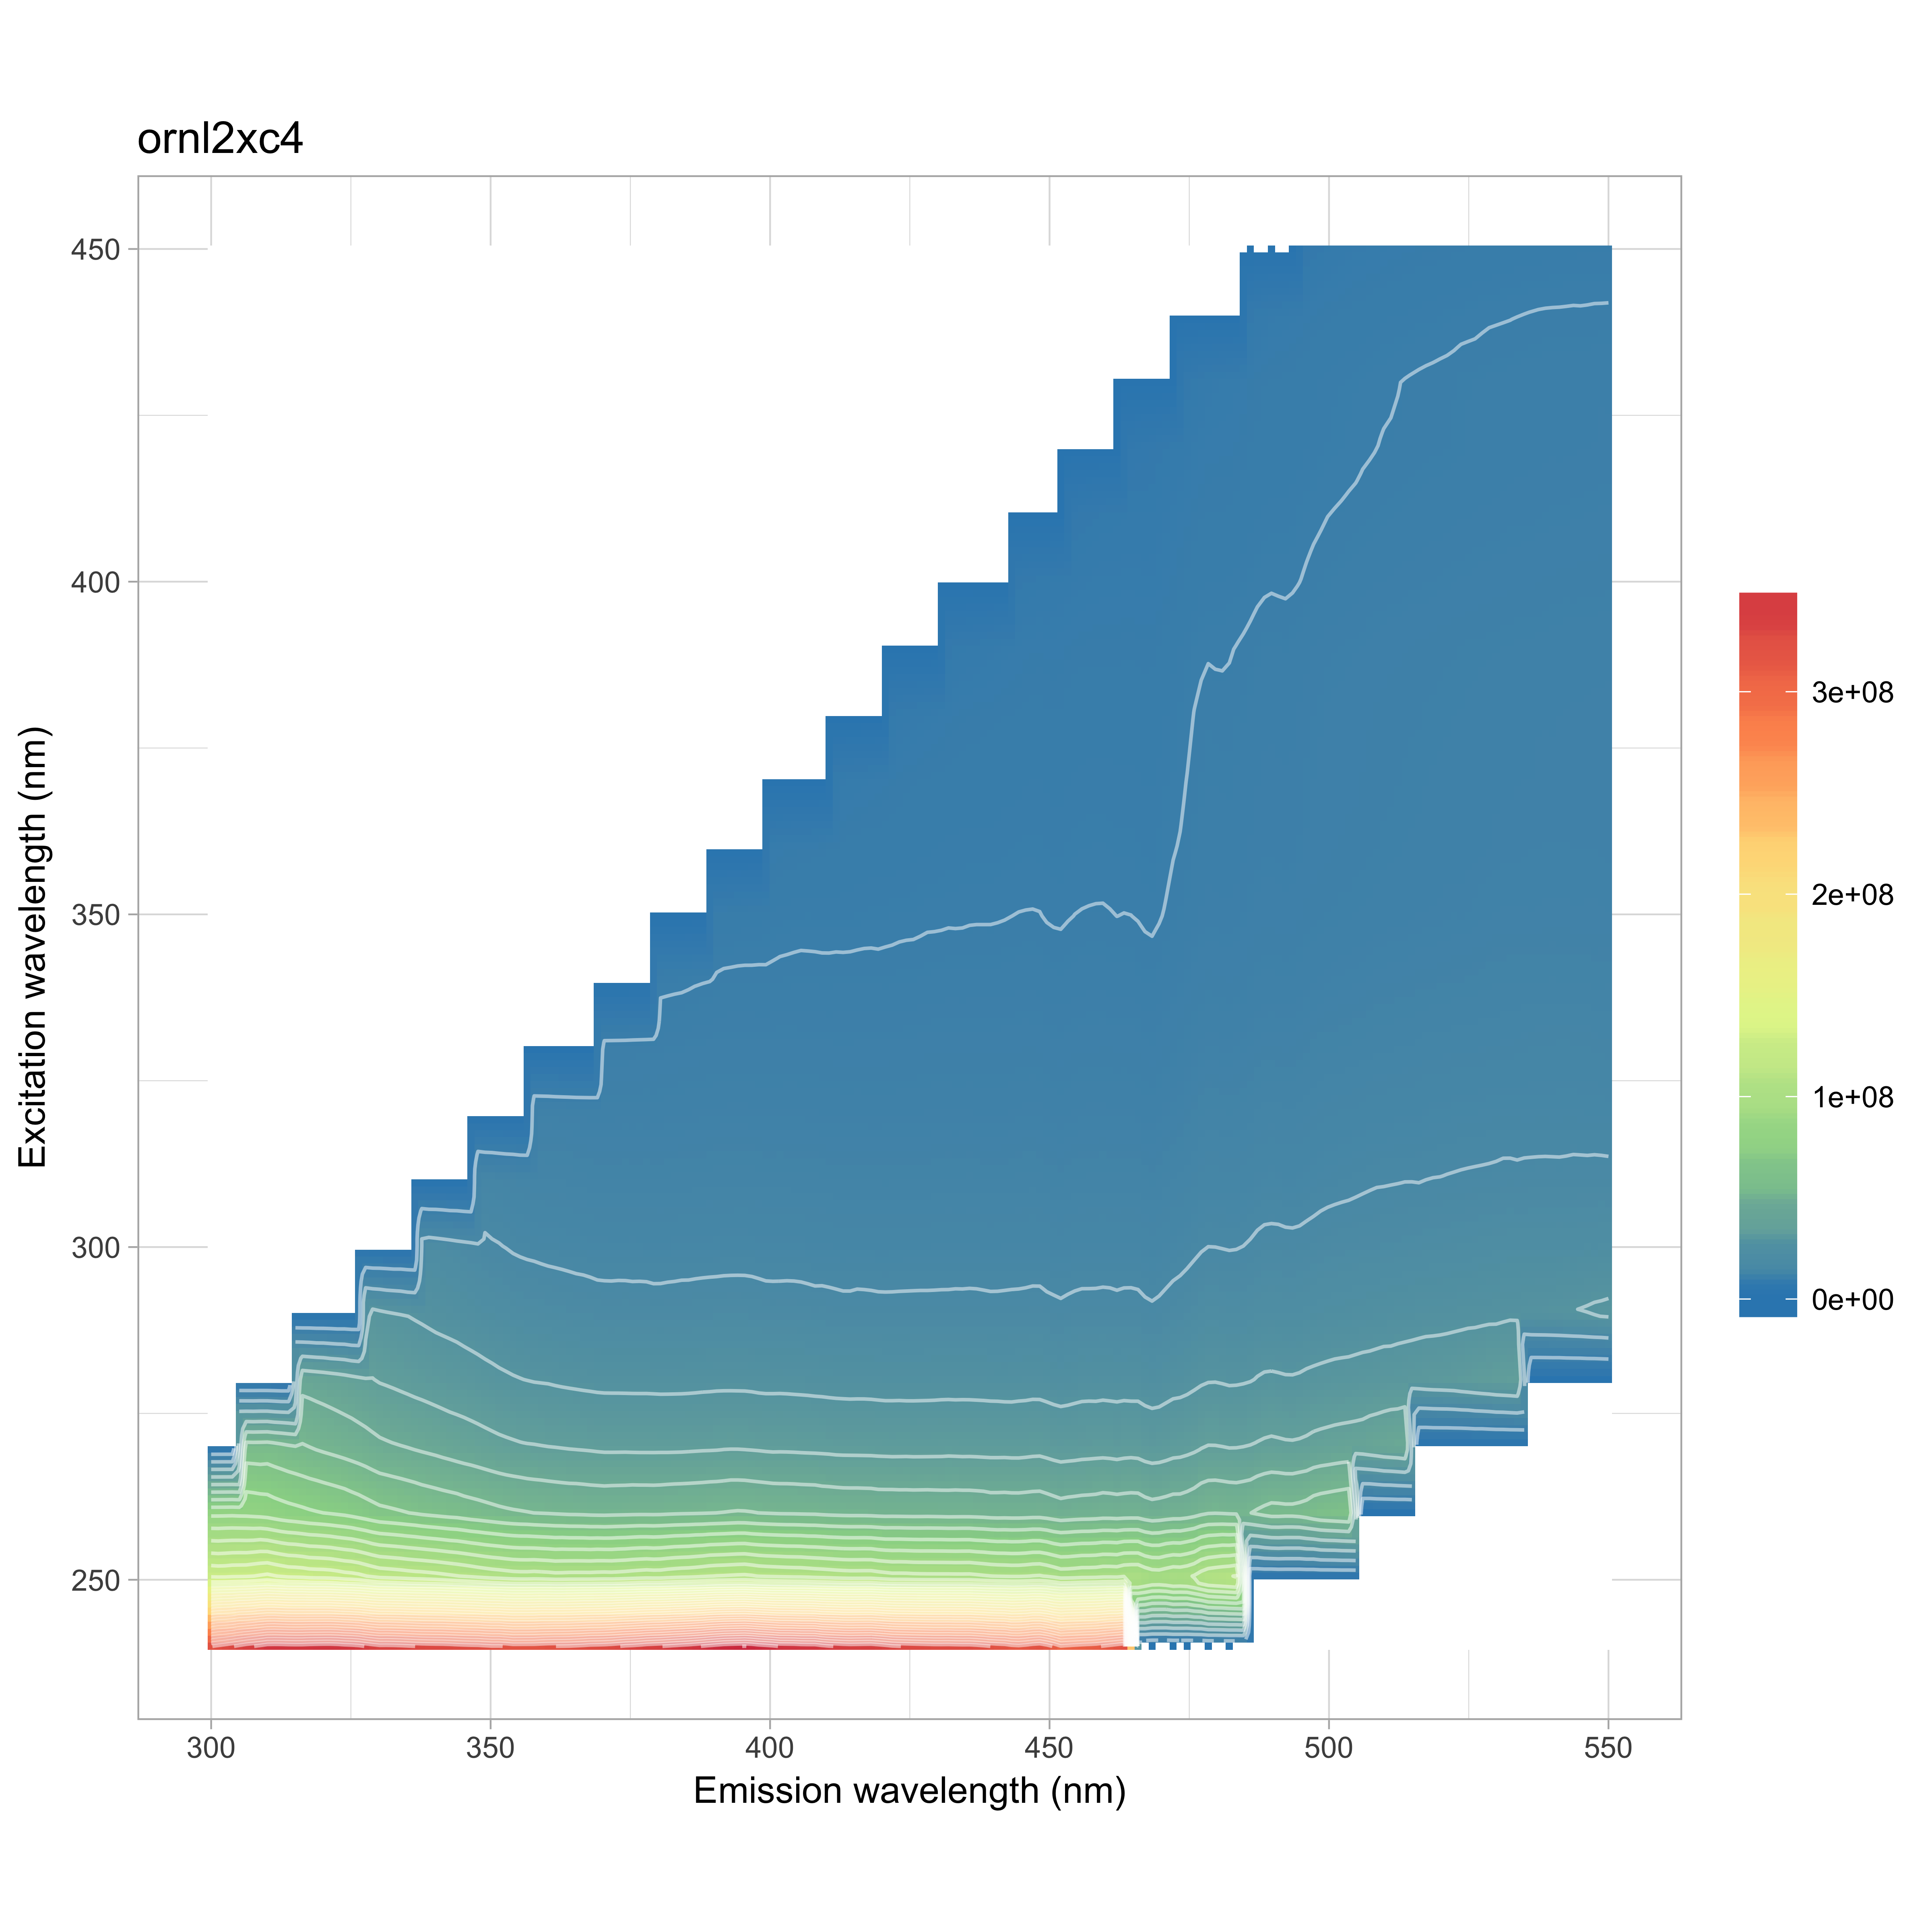 ornl2xc4
450
400
350
300
250
Excitation wavelength (nm)
300 350 400 450 500 550
Emission wavelength (nm)
3e+08
2e+08
1e+08
0e+00